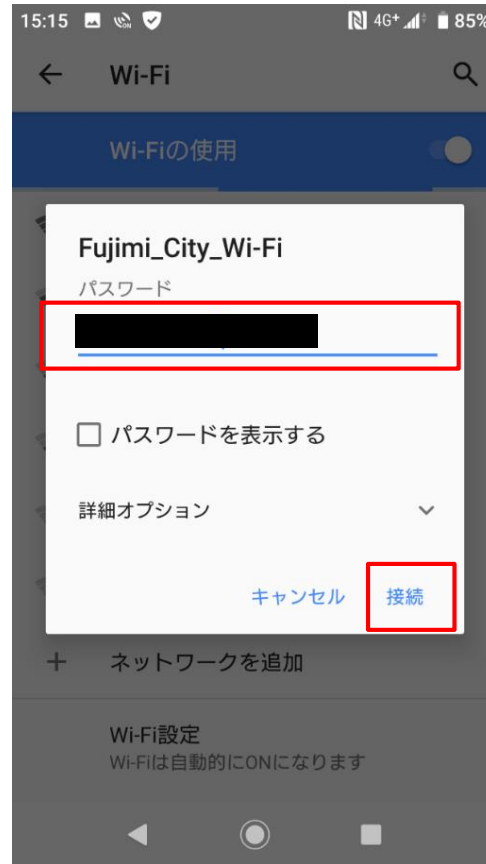 15:15 4G+ 85%
Wi-Fi
Wi-Fiの使用
Fujimi_City_Wi-Fi
パスワード
パスワードを表示する
詳細オプション
キャンセル 接続
ネットワークを追加
Wi-Fi設定
Wi-Fiは自動的にONになります